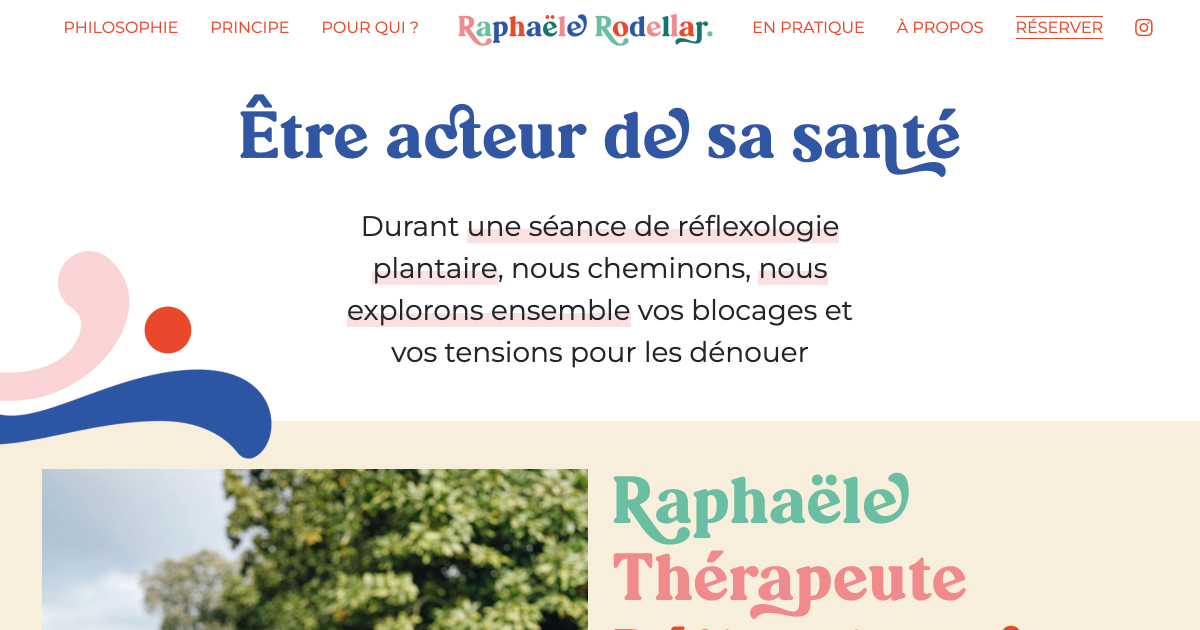 PHILOSOPHIE PRINCIPE POUR QUI ? Raphaële Rodellar. EN PRATIQUE À PROPOS RÉSERVER
Être acteur de sa santé
Durant une séance de réflexologie
plantaire, nous cheminons, nous
explorons ensemble vos blocages et
vos tensions pour les dénouer
Raphaële
Thérapeute